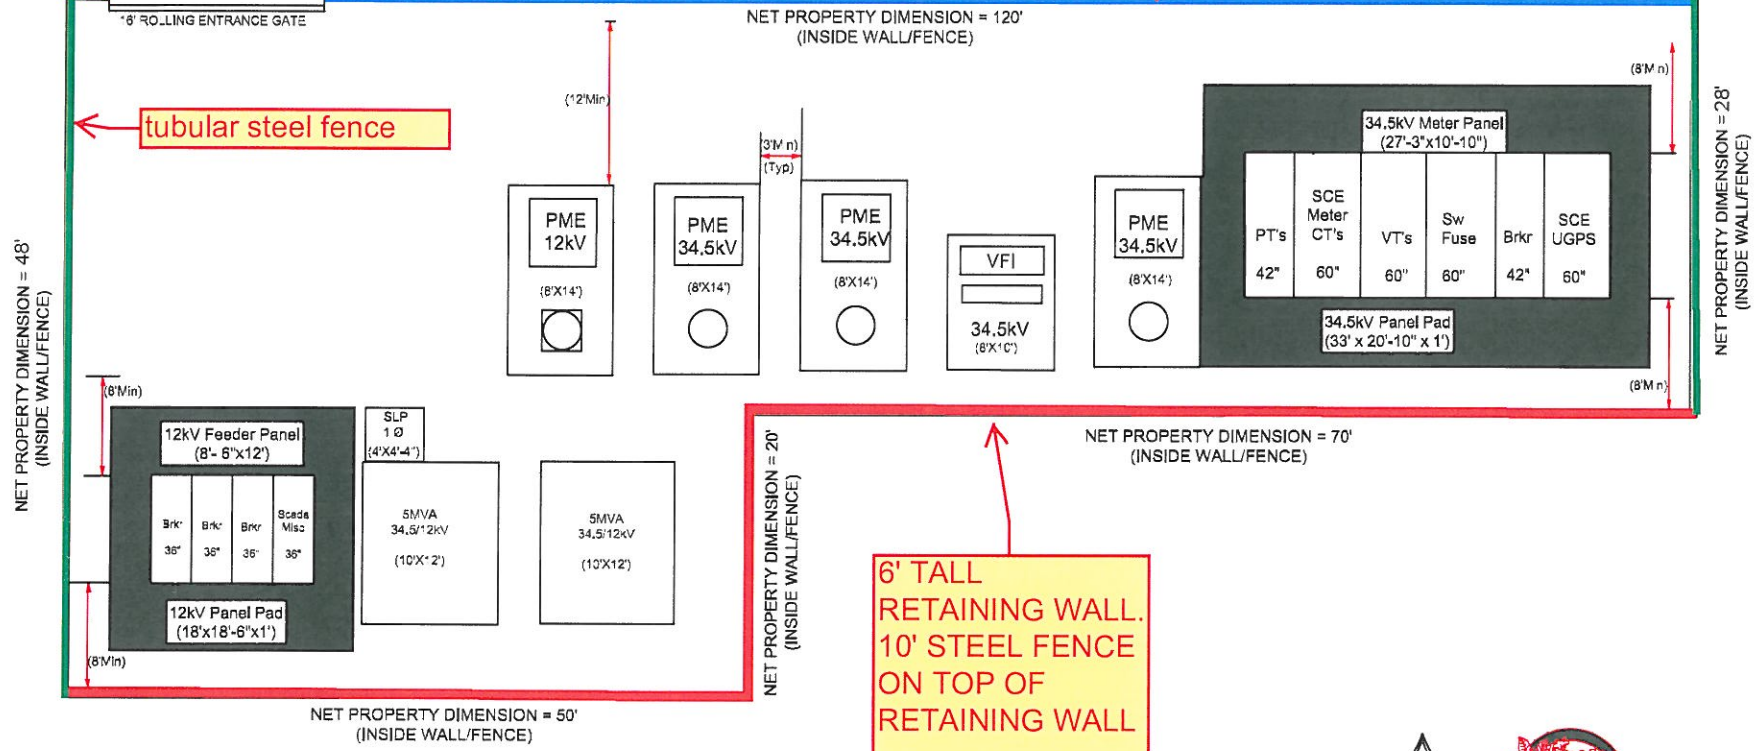 16' ROLLING ENTRANCE GATE
NET PROPERTY DIMENSION = 120'
(INSIDE WALL/FENCE)
(12'Min)
(8'Min)
tubular steel fence
34.5kV Meter Panel
(27'-3"x10'-10")
(3'Min)
(Typ)
NET PROPERTY DIMENSION = 28'
(INSIDE WALL/FENCE)
PME
12kV
(8'X14')
PME
34.5kV
(8'X14')
PME
34.5kV
(8'X14')
VFI
34.5kV
(8'X10')
PME
34.5kV
(8'X14')
PT's
42"
SCE
Meter
CT's
60"
VT's
60"
Sw
Fuse
60"
Brkr
42"
SCE
UGPS
60"
34.5kV Panel Pad
(33' x 20'-10" x 1')
(8'Min)
NET PROPERTY DIMENSION = 48'
(INSIDE WALL/FENCE)
(8'Min)
12kV Feeder Panel
(8'- 6"x12')
SLP
1 Ø
(4'X4'-4")
NET PROPERTY DIMENSION = 70'
(INSIDE WALL/FENCE)
NET PROPERTY DIMENSION = 20'
(INSIDE WALL/FENCE)
Brkr
36"
Brkr
36"
Brkr
36"
Scada
Misc
36"
5MVA
34.5/12kV
(10'X12')
5MVA
34.5/12kV
(10'X12')
12kV Panel Pad
(18'x18'-6"x1')
(8'Min)
6' TALL
RETAINING WALL.
10' STEEL FENCE
ON TOP OF
RETAINING WALL
NET PROPERTY DIMENSION = 50'
(INSIDE WALL/FENCE)